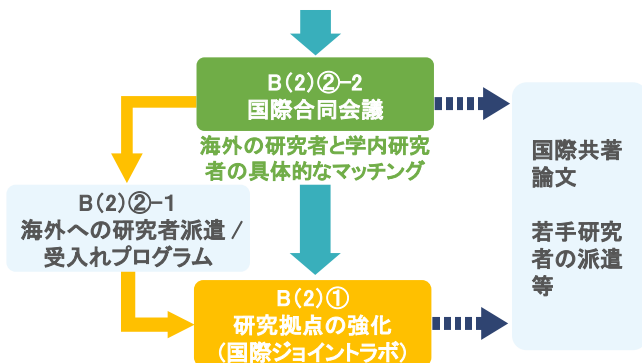 B(2)②-2
国際合同会議
海外の研究者と学内研究
者の具体的なマッチング
B(2)②-1
海外への研究者派遣/
受入れプログラム
B(2)①
研究拠点の強化
(国際ジョイントラボ)
国際共著
論文
若手研究
者の派遣
等